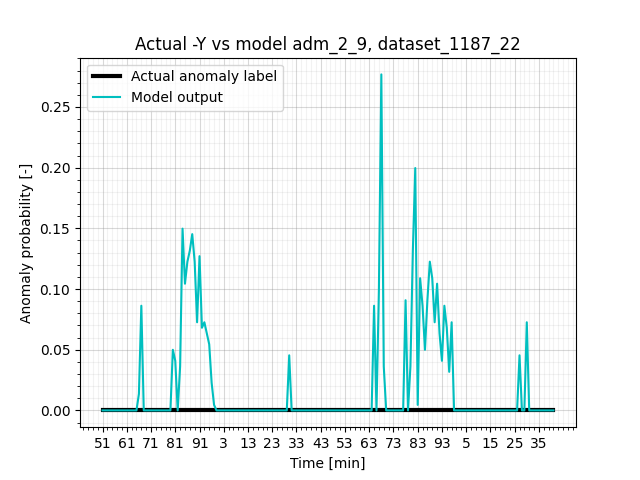 Actual -Y vs model adm_2_9, dataset_1187_22
Actual anomaly label
Model output
Anomaly probability [-]
0.25
0.20
0.15
0.10
0.05
0.00
51 61 71 81 91 3 13 23 33 43 53 63 73 83 93 5 15 25 35
Time [min]